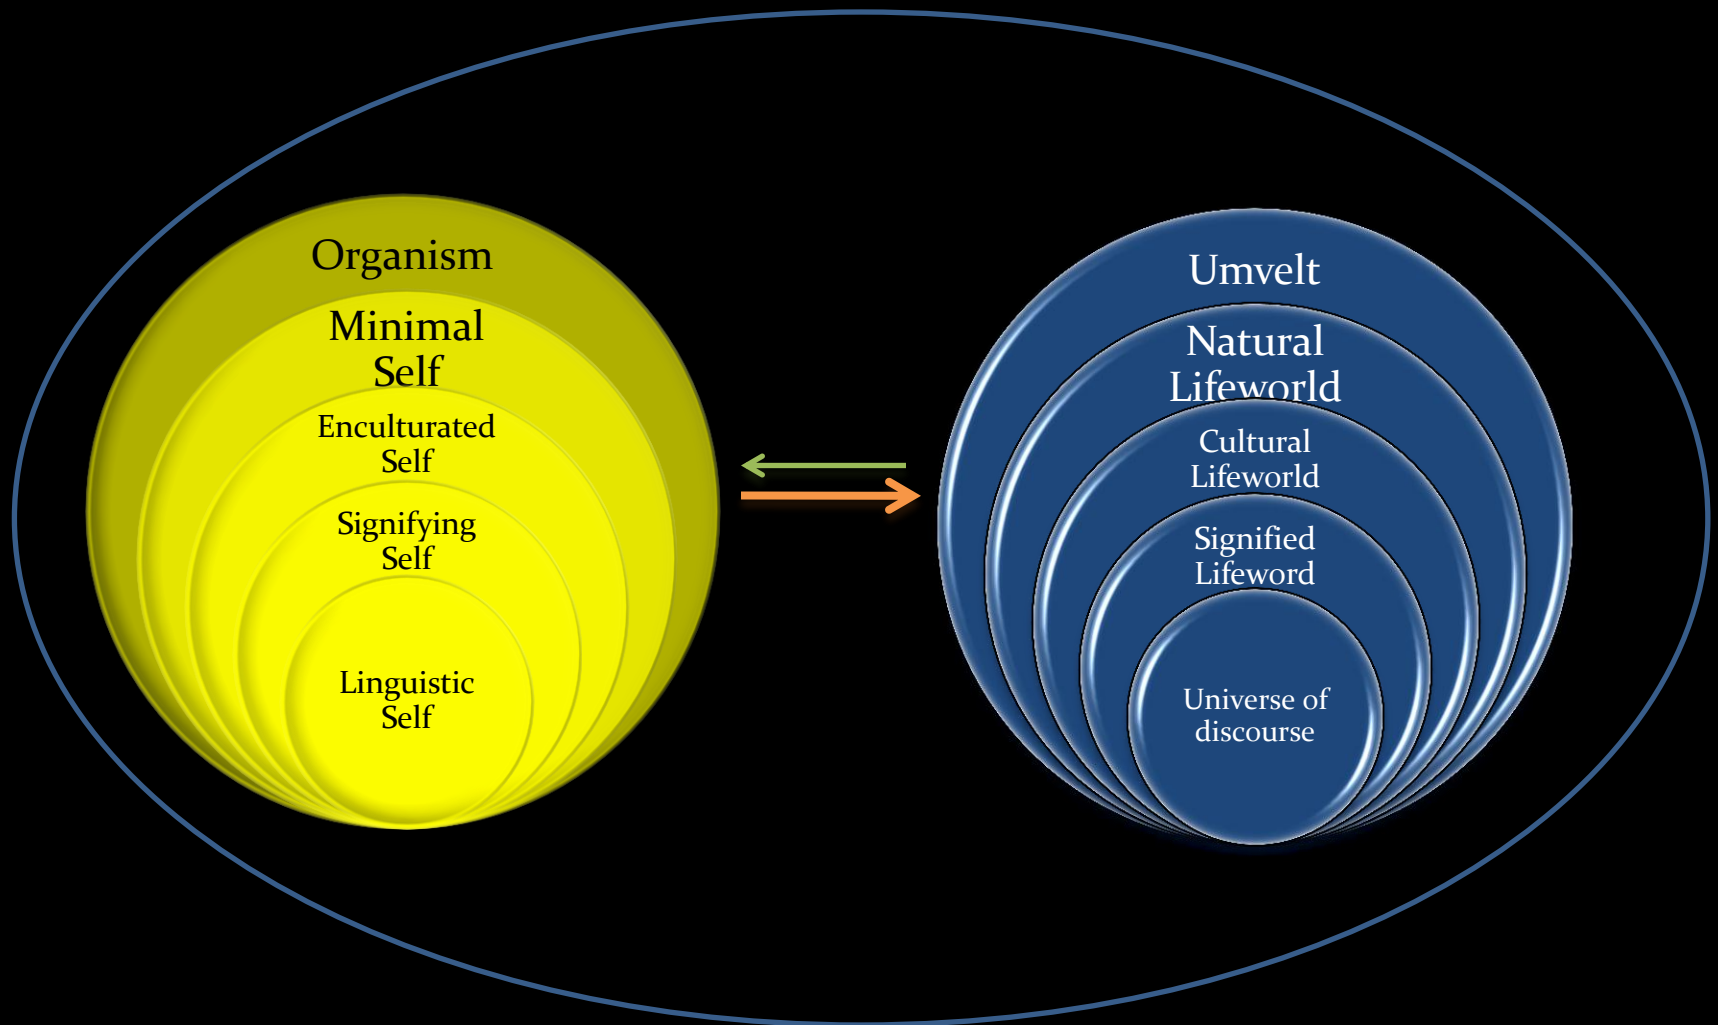 Organism
Minimal
Self
Enculturated
Self
Signifying
Self
Linguistic
Self
Umvelt
Natural
Lifeworld
Cultural
Lifeworld
Signified
Lifeword
Universe of
discourse